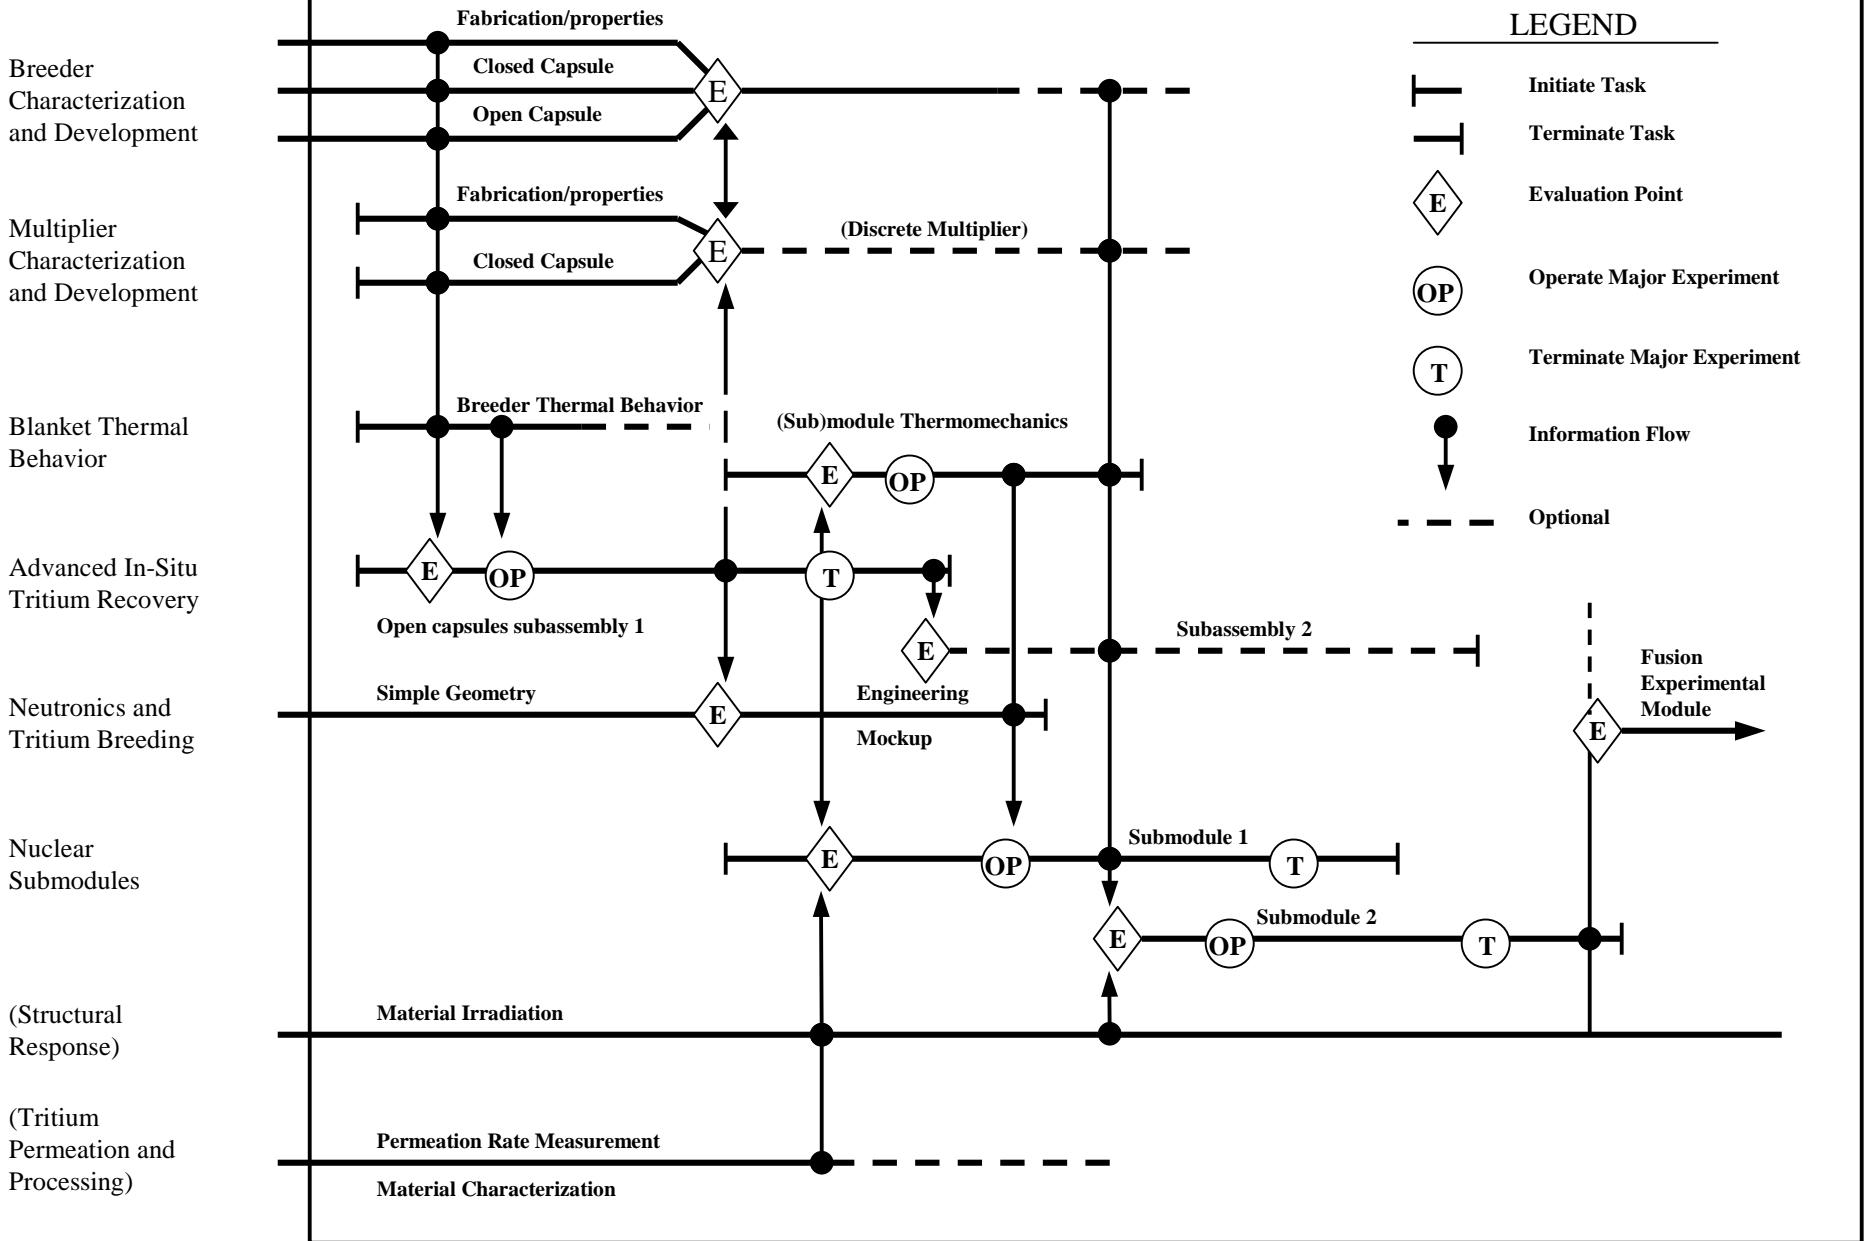 Fabrication/properties
LEGEND
Breeder
Characterization
and Development
Closed Capsule
E
Open Capsule
Initiate Task
Terminate Task
Fabrication/properties
Multiplier
Characterization
and Development
E
(Discrete Multiplier)
Closed Capsule
E
Evaluation Point
OP
Operate Major Experiment
T
Terminate Major Experiment
Blanket Thermal
Behavior
Breeder Thermal Behavior
(Sub)module Thermomechanics
E
OP
Information Flow
Optional
Advanced In-Situ
Tritium Recovery
E
OP
T
Open capsules subassembly 1
E
Subassembly 2
Neutronics and
Tritium Breeding
Simple Geometry
E
Engineering
Mockup
E
Fusion
Experimental
Module
Nuclear
Submodules
E
OP
Submodule 1
T
E
OP
Submodule 2
T
(Structural
Response)
Material Irradiation
(Tritium
Permeation and
Processing)
Permeation Rate Measurement
Material Characterization